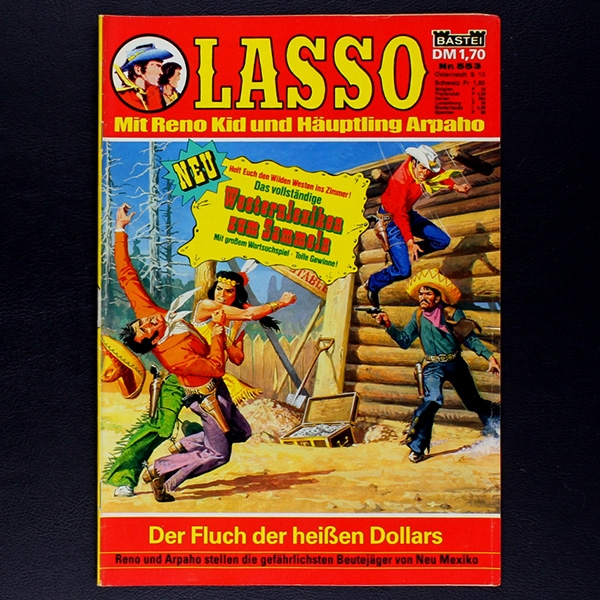 LASSO
BASTEI
DM 1,70
Nr. 553
Österreich S 13
Schweiz Fr 1,80
Mit Reno Kid und Häuptling Arpaho
NEU
Holt Euch den Wilden Westen ins Zimmer!
Das vollständige
Westernlexikon
zum Sammeln
Mit großem Wortsuchspiel · Tolle Gewinne!
Der Fluch der heißen Dollars
Reno und Arpaho stellen die gefährlichsten Beutejäger von Neu Mexiko